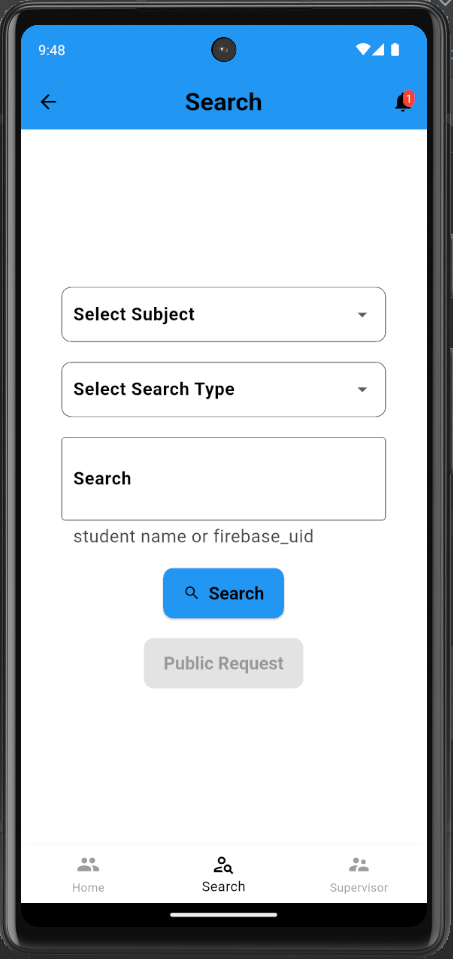 9:48
Search
1
Select Subject
Select Search Type
Search
student name or firebase_uid
Search
Public Request
Home
Search
Supervisor